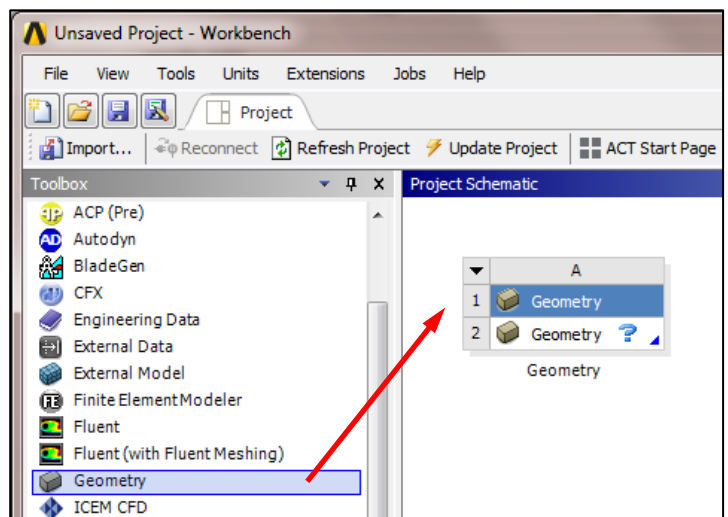 Unsaved Project - Workbench
File View Tools Units Extensions Jobs Help
Project
Import... Reconnect Refresh Project Update Project ACT Start Page
Toolbox
ACP (Pre)
Autodyn
BladeGen
CFX
Engineering Data
External Data
External Model
Finite Element Modeler
Fluent
Fluent (with Fluent Meshing)
Geometry
ICEM CFD
Project Schematic
A
1 Geometry
2 Geometry ?
Geometry